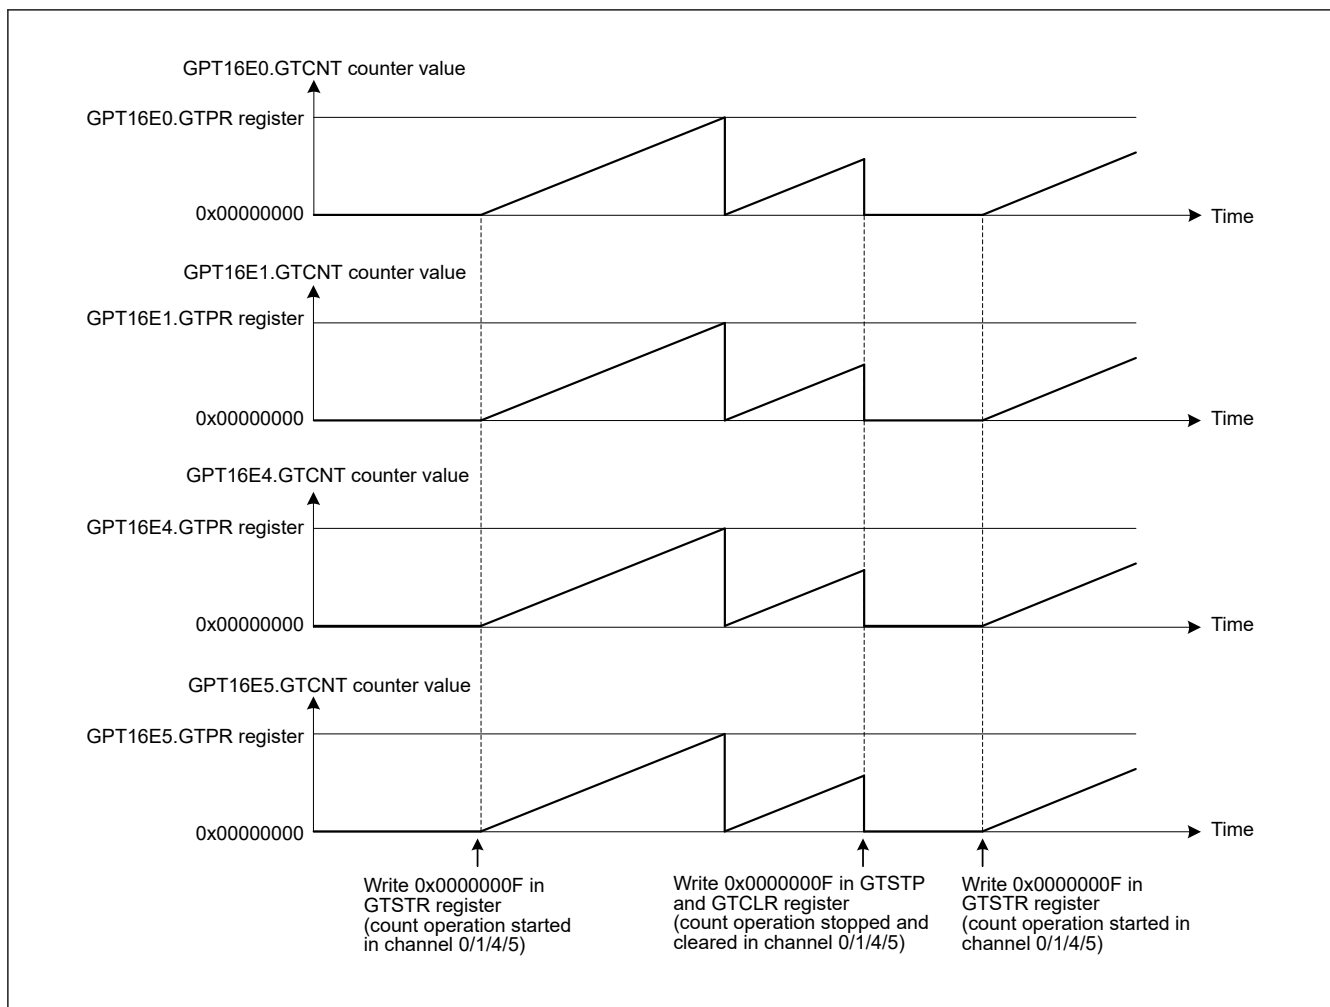 GPT16E0.GTCNT counter value
GPT16E0.GTPR register
0x00000000
Time
GPT16E1.GTCNT counter value
GPT16E1.GTPR register
0x00000000
Time
GPT16E4.GTCNT counter value
GPT16E4.GTPR register
0x00000000
Time
GPT16E5.GTCNT counter value
GPT16E5.GTPR register
0x00000000
Time
Write 0x0000000F in
GTSTR register
(count operation started
in channel 0/1/4/5)
Write 0x0000000F in GTSTP
and GTCLR register
(count operation stopped and
cleared in channel 0/1/4/5)
Write 0x0000000F in
GTSTR register
(count operation started in
channel 0/1/4/5)